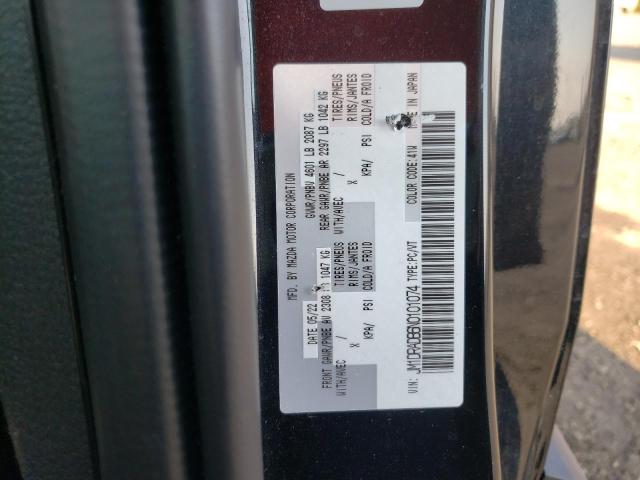 MFD. BY MAZDA MOTOR CORPORATION
DATE 05/22 GVWR/PNBV 4601 LB 2087 KG
FRONT GAWR/PNBE AV 2308 1047 KG REAR GAWR/PNBE AR 2297 LB 1042 KG
WITH/AVEC TIRES/PNEUS WITH/AVEC TIRES/PNEUS
/ X RIMS/JANTES / X RIMS/JANTES
KPA/ PSI COLD/A FROID KPA/ PSI COLD/A FROID
MADE IN JAPAN
VIN: TYPE:PC/VT COLOR CODE:41W